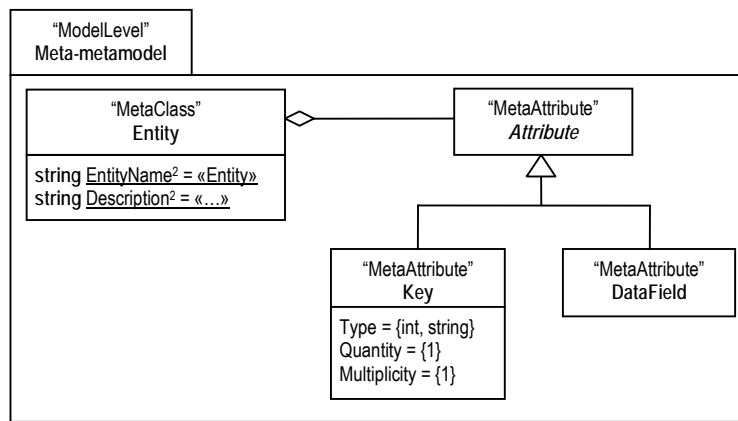 “ModelLevel”
Meta-metamodel
“MetaClass”
Entity
string EntityName² = «Entity»
string Description² = «…»
“MetaAttribute”
Attribute
“MetaAttribute”
Key
Type = {int, string}
Quantity = {1}
Multiplicity = {1}
“MetaAttribute”
DataField